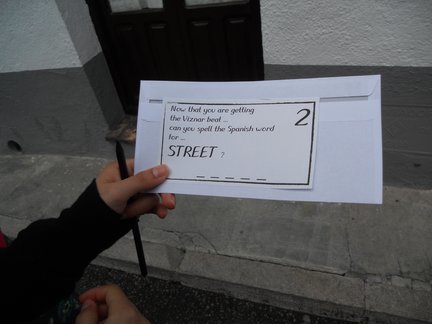 Now that you are getting
the Viznar beat ...
can you spell the Spanish word
for ...
STREET ?
_ _ _ _ _
2